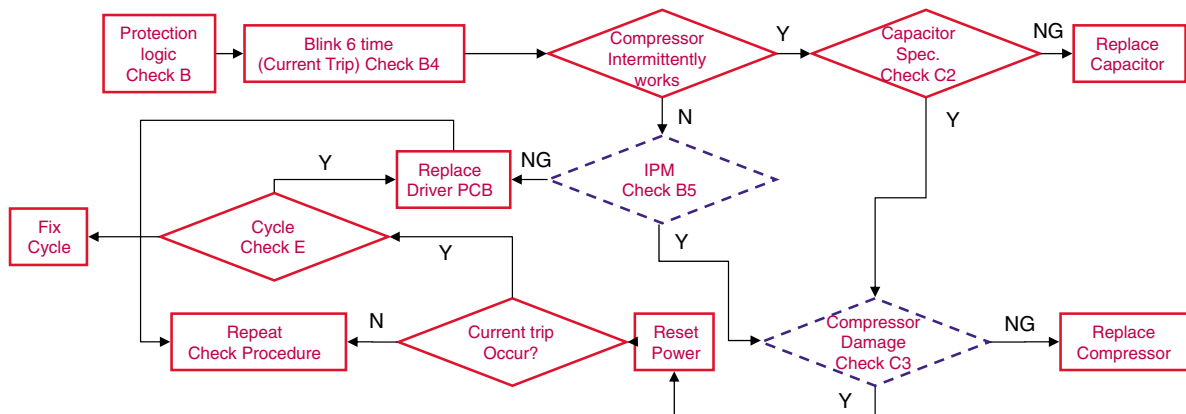 Protection
logic
Check B
Blink 6 time
(Current Trip) Check B4
Compressor
Intermittently
works
Y
Capacitor
Spec.
Check C2
NG
Replace
Capacitor
N
Y
IPM
Check B5
NG
Replace
Driver PCB
Y
Y
Fix
Cycle
Cycle
Check E
Y
Repeat
Check Procedure
N
Current trip
Occur?
Reset
Power
Compressor
Damage
Check C3
NG
Replace
Compressor
Y